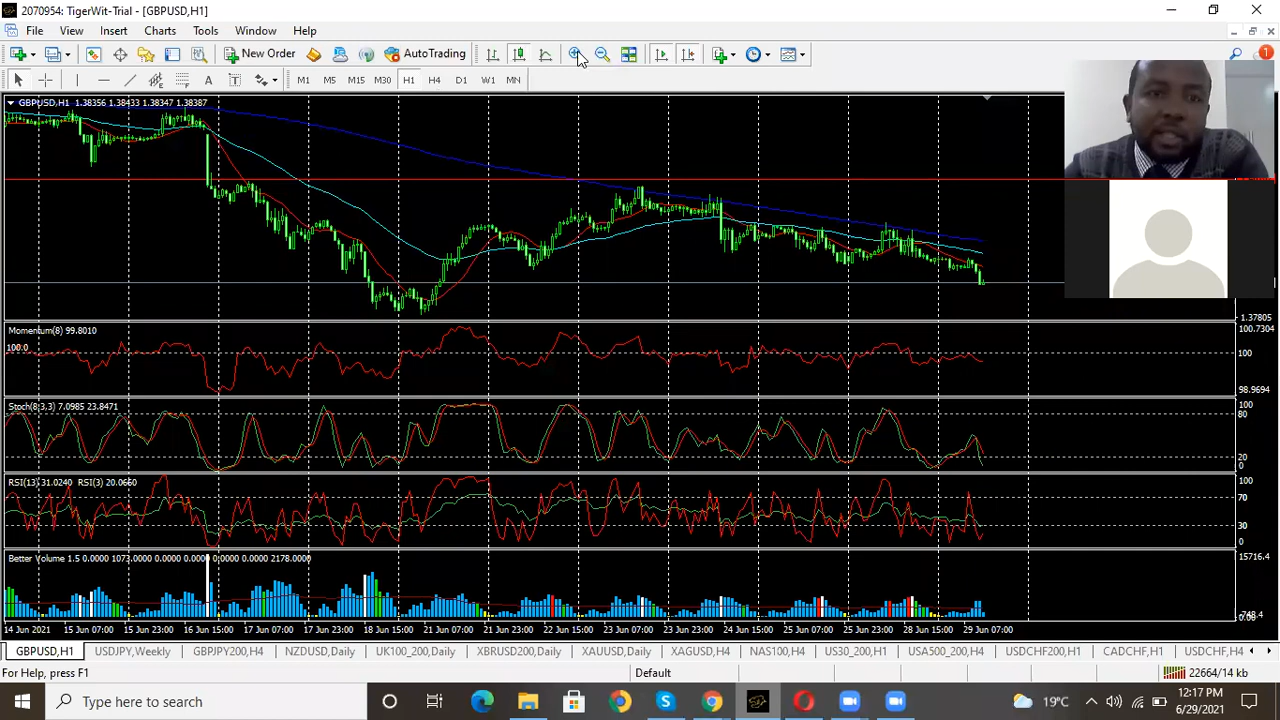 2070954: TigerWit-Trial - [GBPUSD,H1]
File View Insert Charts Tools Window Help
New Order AutoTrading 1
A T M1 M5 M15 M30 H1 H4 D1 W1 MN
GBPUSD,H1 1.38356 1.38433 1.38347 1.38387
1.37805
Momentum(8) 99.8010
100.7304
100.0
100
98.9694
Stoch(8,3,3) 7.0985 23.8471
100
80
20
0
RSI(13) 31.0240 RSI(3) 20.0660
100
70
30
0
Better Volume 1.5 0.0000 1073.0000 0.0000 0.0000 0.0000 2178.0000
15716.4
-748.4
0.00
14 Jun 2021 15 Jun 07:00 15 Jun 23:00 16 Jun 15:00 17 Jun 07:00 17 Jun 23:00 18 Jun 15:00 21 Jun 07:00 21 Jun 23:00 22 Jun 15:00 23 Jun 07:00 23 Jun 23:00 24 Jun 15:00 25 Jun 07:00 25 Jun 23:00 28 Jun 15:00 29 Jun 07:00
GBPUSD,H1 USDJPY,Weekly GBPJPY200,H4 NZDUSD,Daily UK100_200,Daily XBRUSD200,Daily XAUUSD,Daily XAGUSD,H4 NAS100,H4 US30_200,H1 USA500_200,H4 USDCHF200,H1 CADCHF,H1 USDCHF,H4
For Help, press F1 Default 22664/14 kb
Type here to search 19°C 12:17 PM
6/29/2021